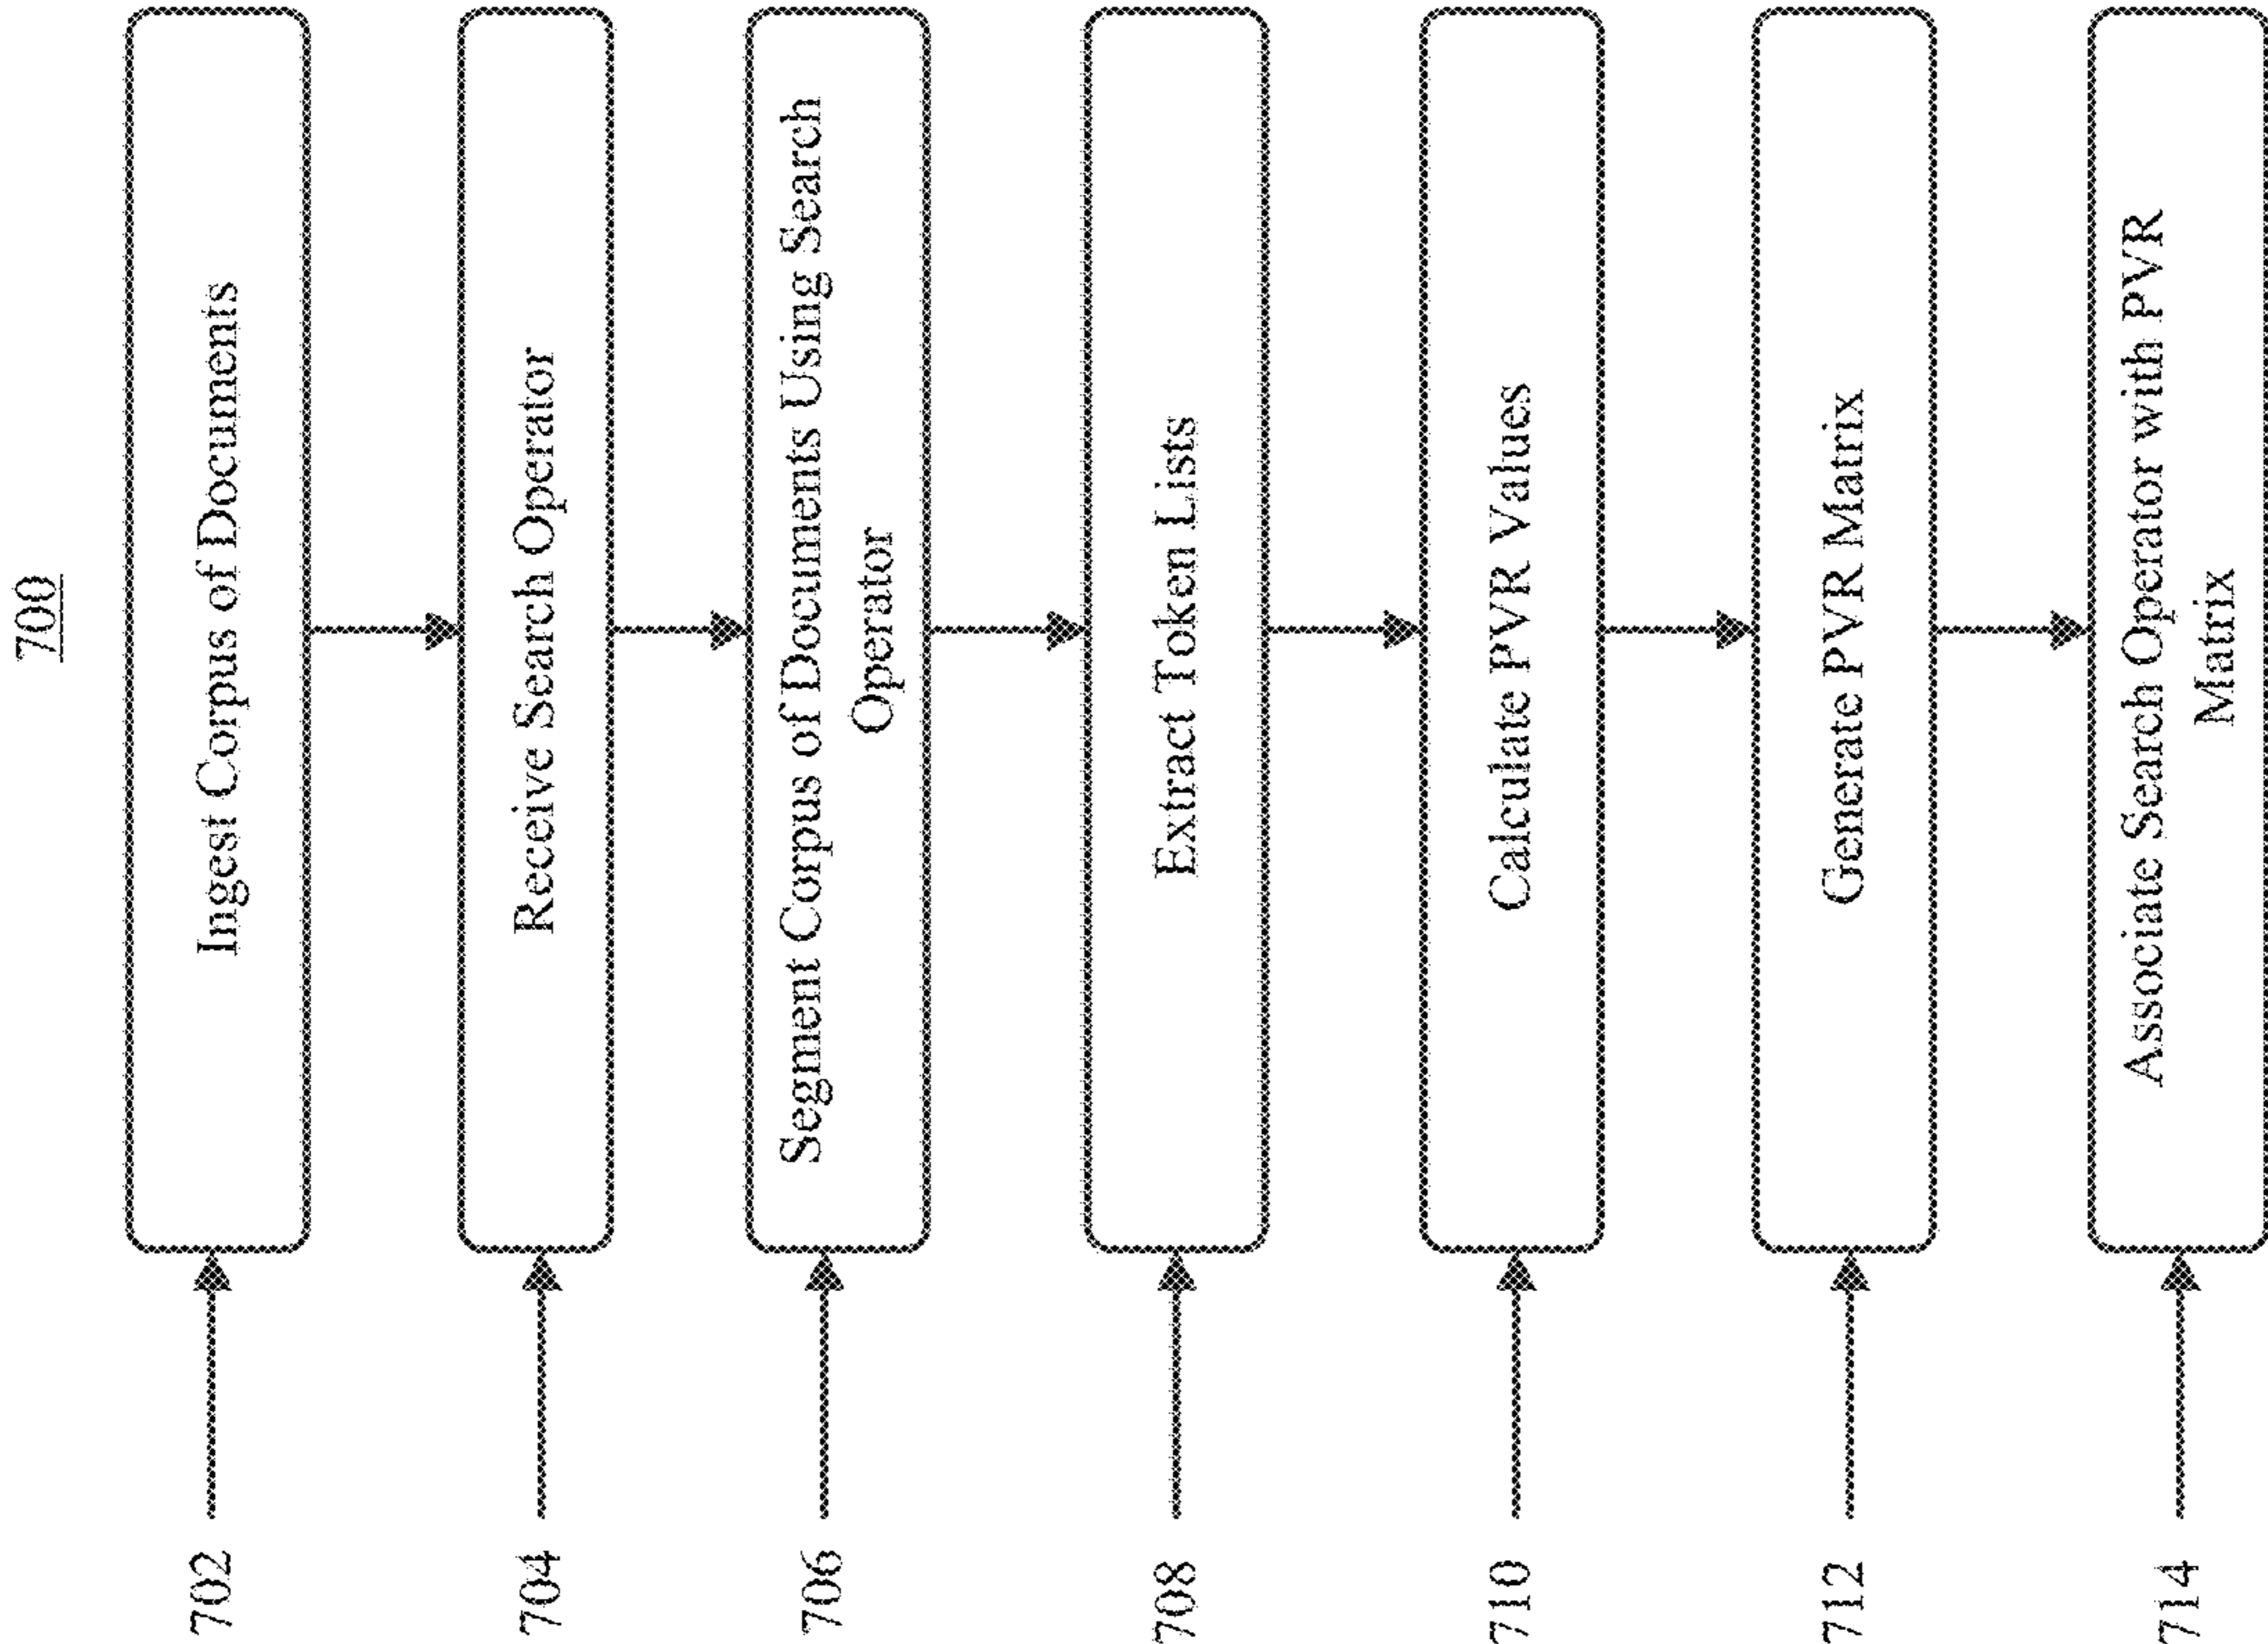 700
702
Ingest Corpus of Documents
704
Receive Search Operator
706
Segment Corpus of Documents Using Search
Operator
708
Extract Token Lists
710
Calculate PVR Values
712
Generate PVR Matrix
714
Associate Search Operator with PVR
Matrix